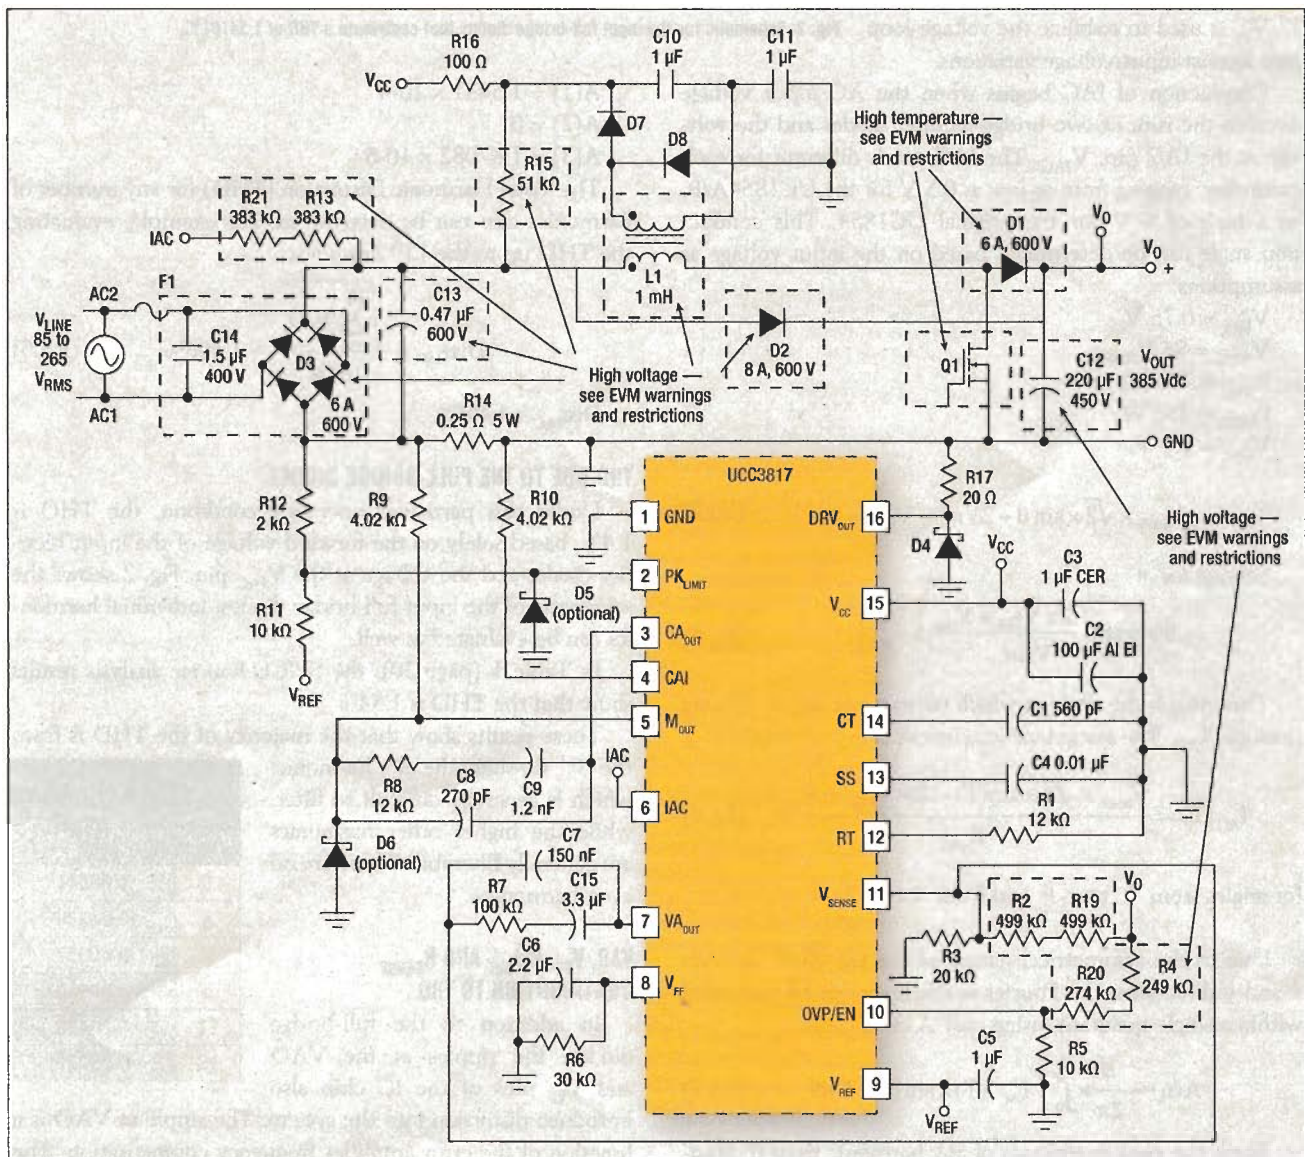 C10
1 µF
C11
1 µF
R16
100 Ω
VCC
D7
D8
High temperature —
see EVM warnings
and restrictions
R15
51 kΩ
R21
383 kΩ
R13
383 kΩ
IAC
D1
6 A, 600 V
VO
VO
+
L1
1 mH
AC2
F1
VLINE
85 to
265
VRMS
AC1
C14
1.5 µF
400 V
D3
6 A
600 V
C13
0.47 µF
600 V
D2
8 A, 600 V
High voltage —
see EVM warnings
and restrictions
Q1
C12
220 µF
450 V
VOUT
385 Vdc
R14
0.25 Ω 5 W
GND
UCC3817
R12
2 kΩ
R9
4.02 kΩ
R10
4.02 kΩ
R17
20 Ω
1 GND
DRVOUT 16
D4
High voltage —
see EVM warnings
and restrictions
2 PKLIMIT
D5
(optional)
VCC
C3
1 µF CER
VCC 15
R11
10 kΩ
VREF
3 CAOUT
C2
100 µF Al El
4 CAI
5 MOUT
CT 14
C1 560 pF
R8
12 kΩ
C8
270 pF
C9
1.2 nF
IAC
6 IAC
SS 13
C4 0.01 µF
R1
12 kΩ
RT 12
D6
(optional)
C7
150 nF
R7
100 kΩ
C15
3.3 µF
7 VAOUT
VSENSE 11
VO
R2
499 kΩ
R19
499 kΩ
R3
20 kΩ
R4
249 kΩ
R20
274 kΩ
C6
2.2 µF
8 VFF
OVP/EN 10
R6
30 kΩ
R5
10 kΩ
C5
1 µF
VREF 9
VREF